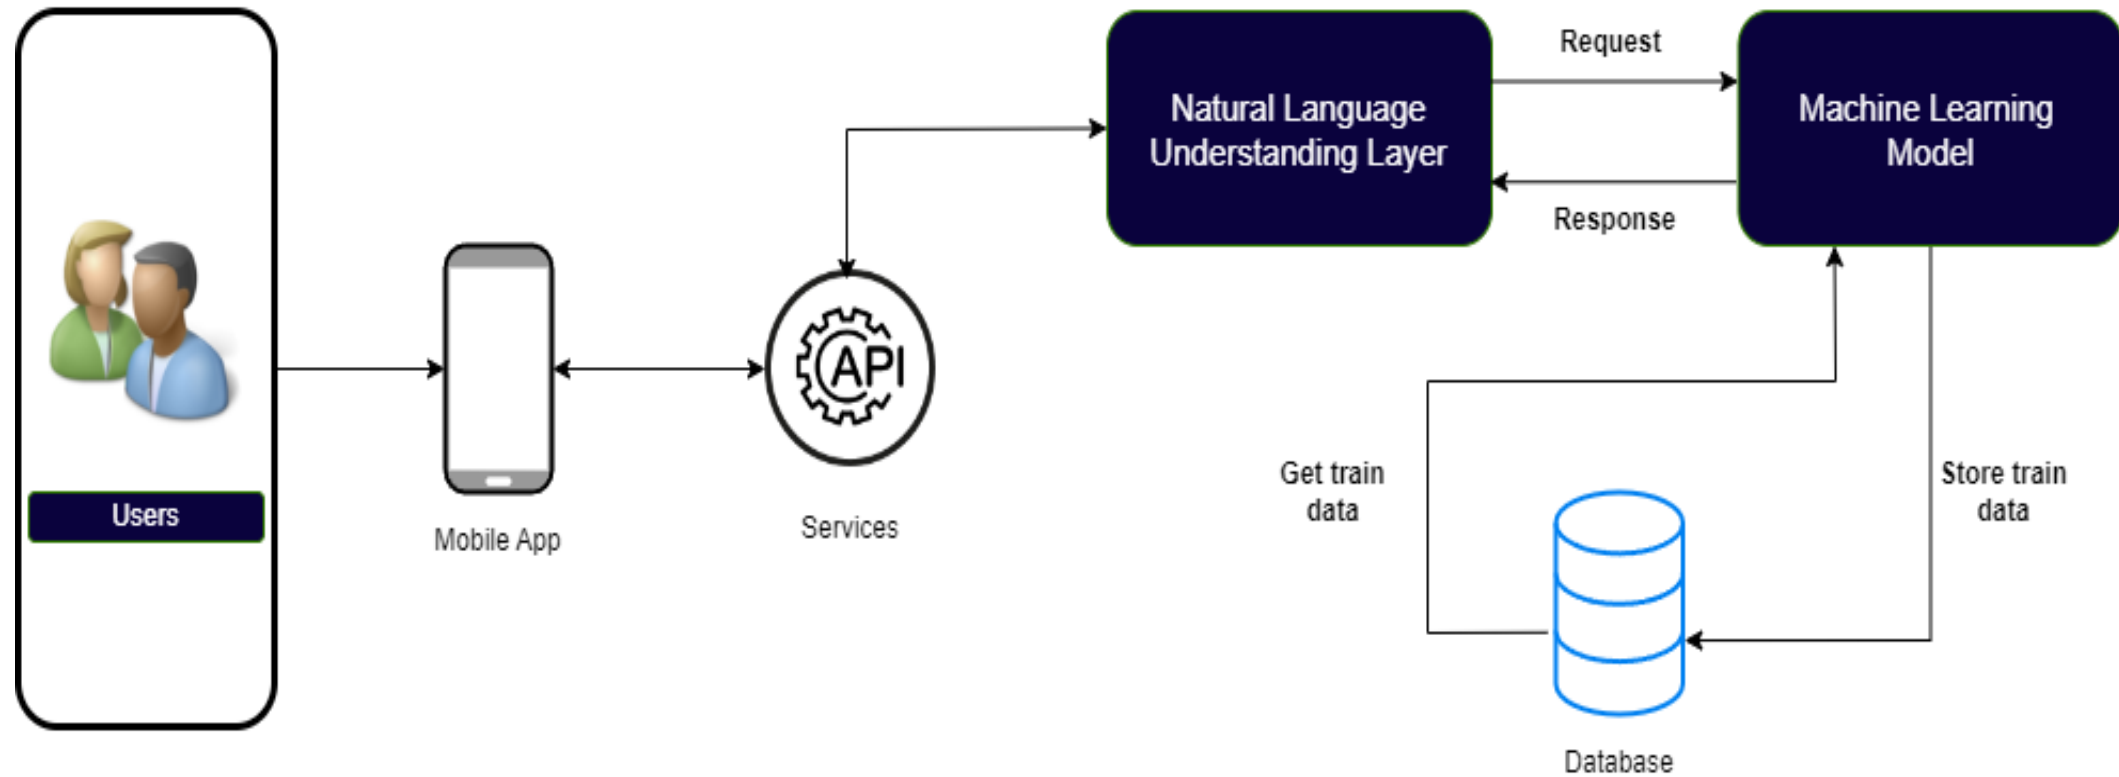 Users
Mobile App
API
Services
Natural Language
Understanding Layer
Request
Response
Machine Learning
Model
Get train
data
Store train
data
Database